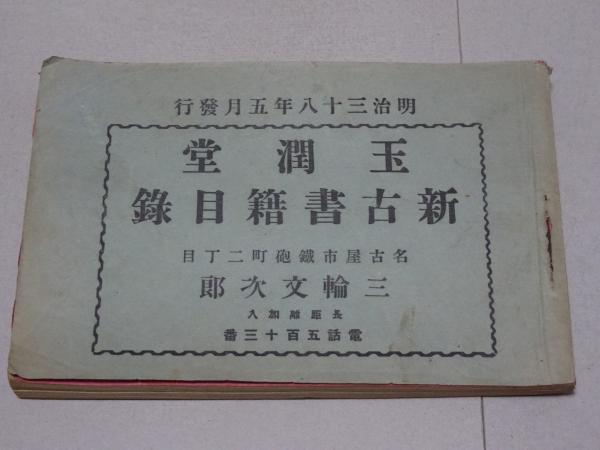 明治三十八年五月發行
玉潤堂
新古書籍目錄
名古屋市鐵砲町二丁目
三輪文次郎
長距離加入
電話五百十三番